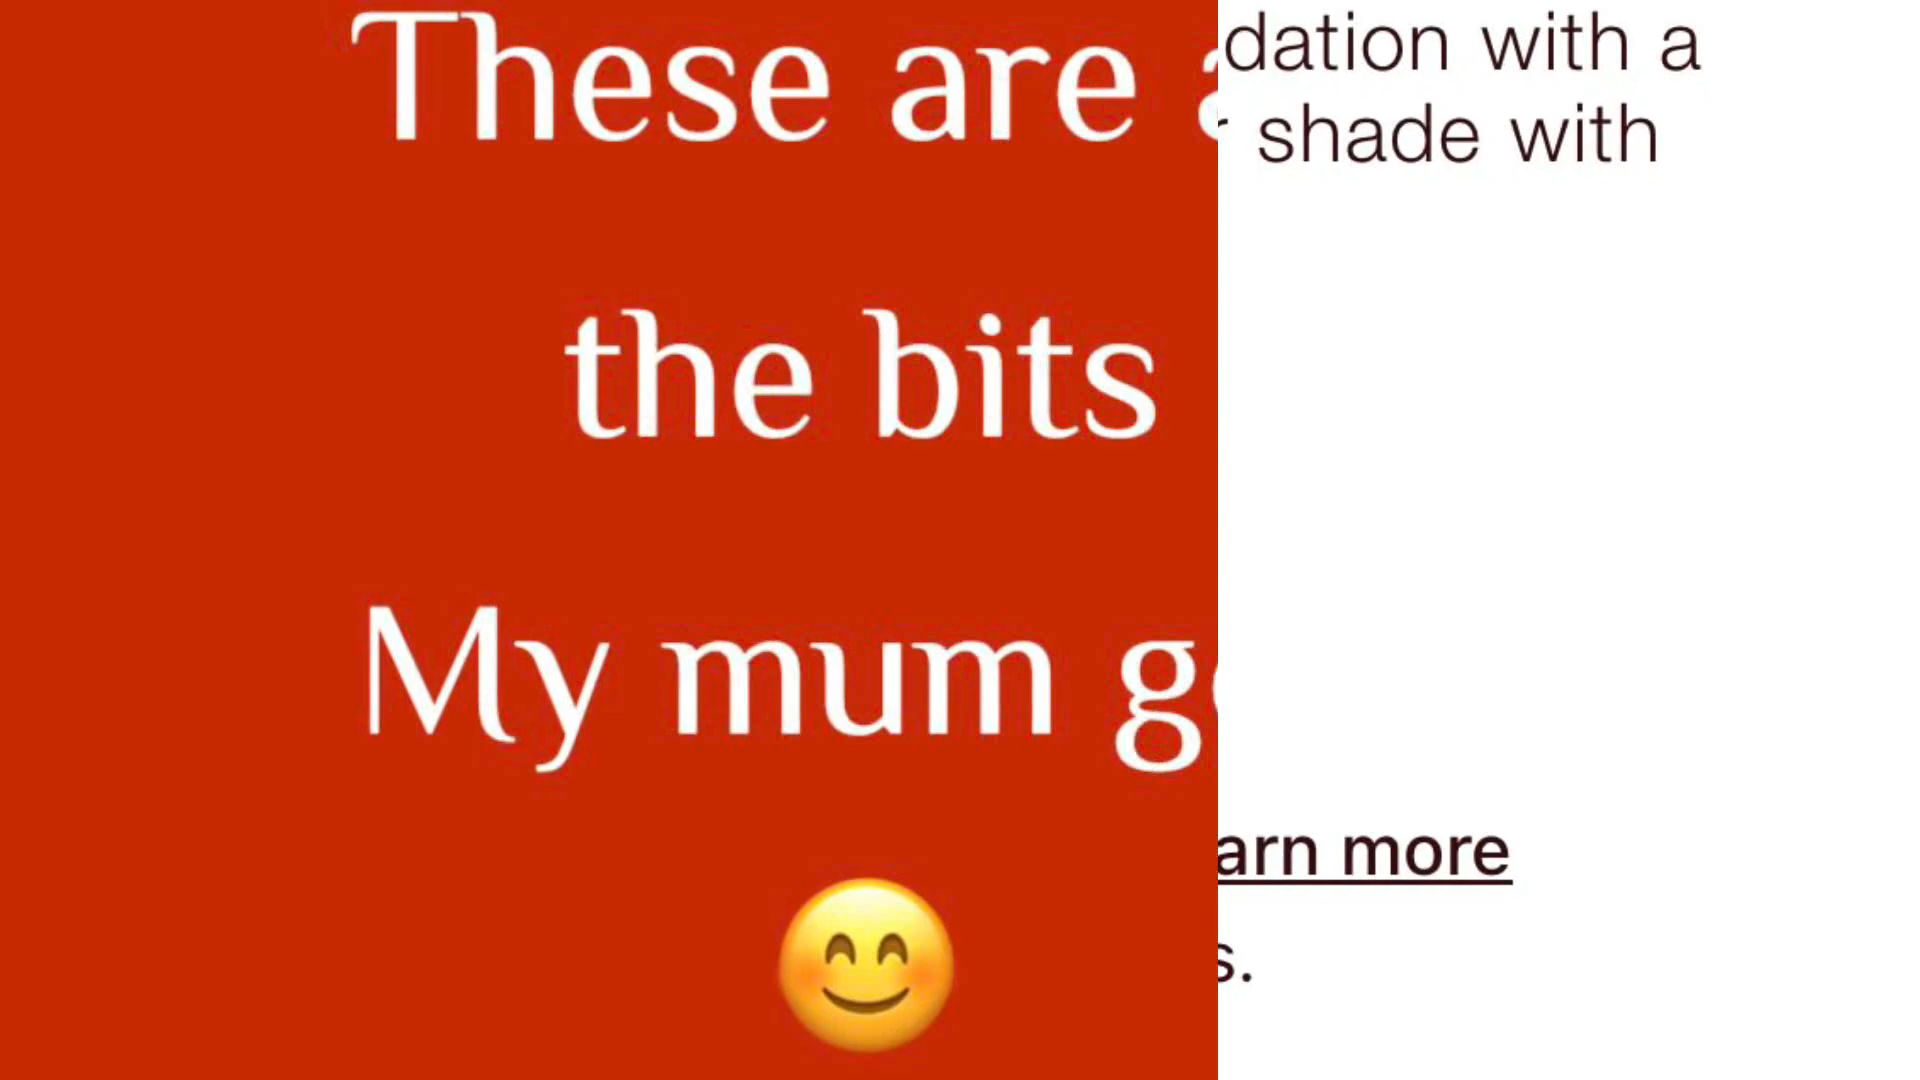 These are a
the bits
My mum g
😊
dation with a
shade with
arn more
s.